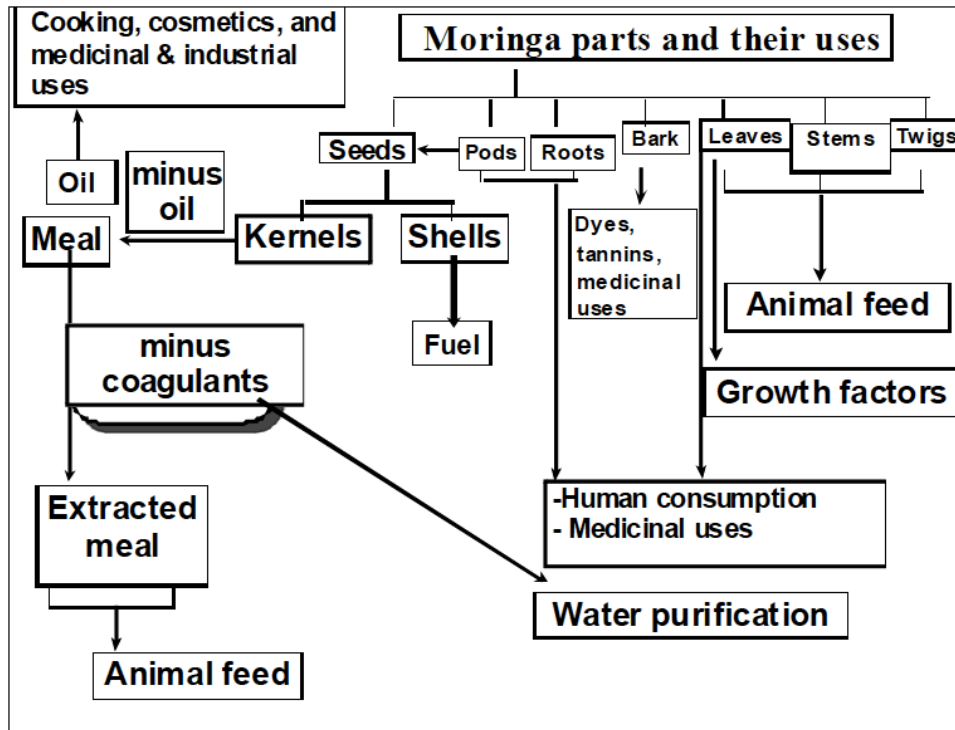 Cooking, cosmetics, and
medicinal & industrial
uses
Moringa parts and their uses
Seeds
Pods
Roots
Bark
Leaves
Stems
Twigs
Oil
minus
oil
Meal
Kernels
Shells
Dyes,
tannins,
medicinal
uses
Animal feed
Fuel
minus
coagulants
Growth factors
Extracted
meal
-Human consumption
- Medicinal uses
Water purification
Animal feed